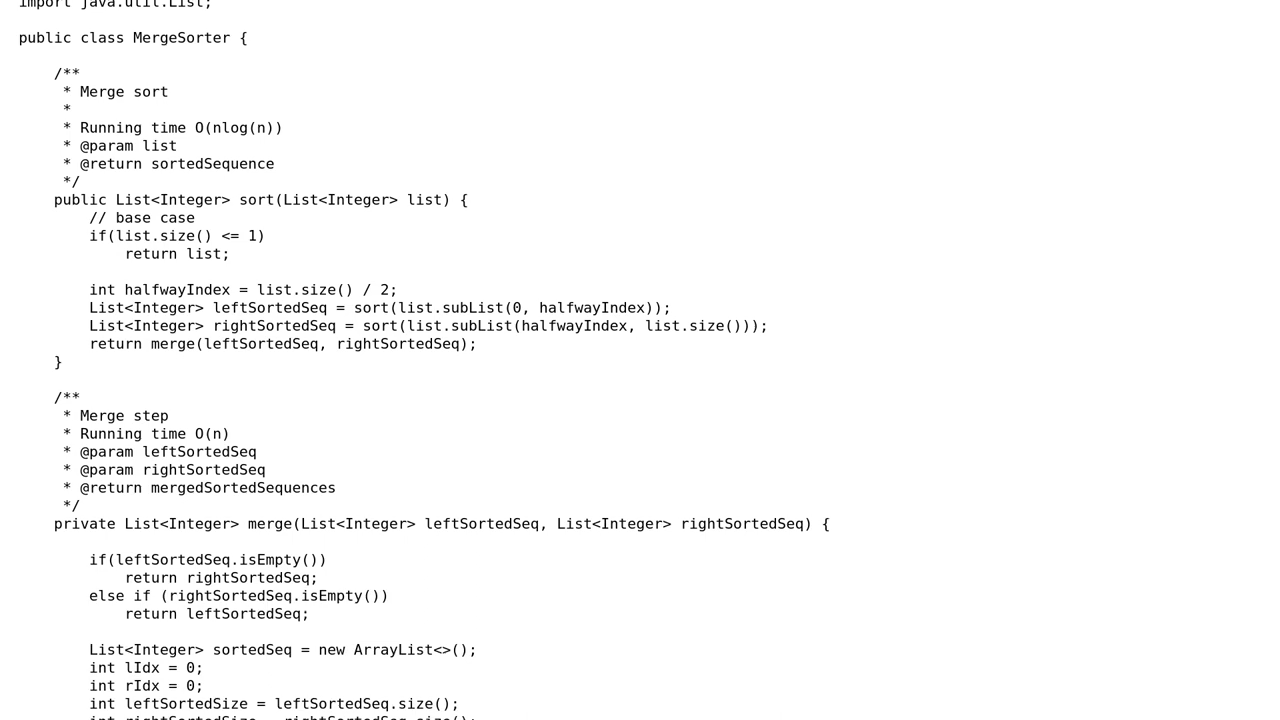 import java.util.List;

public class MergeSorter {

    /**
     * Merge sort
     *
     * Running time O(nlog(n))
     * @param list
     * @return sortedSequence
     */
    public List<Integer> sort(List<Integer> list) {
        // base case
        if(list.size() <= 1)
            return list;

        int halfwayIndex = list.size() / 2;
        List<Integer> leftSortedSeq = sort(list.subList(0, halfwayIndex));
        List<Integer> rightSortedSeq = sort(list.subList(halfwayIndex, list.size()));
        return merge(leftSortedSeq, rightSortedSeq);
    }

    /**
     * Merge step
     * Running time O(n)
     * @param leftSortedSeq
     * @param rightSortedSeq
     * @return mergedSortedSequences
     */
    private List<Integer> merge(List<Integer> leftSortedSeq, List<Integer> rightSortedSeq) {

        if(leftSortedSeq.isEmpty())
            return rightSortedSeq;
        else if (rightSortedSeq.isEmpty())
            return leftSortedSeq;

        List<Integer> sortedSeq = new ArrayList<>();
        int lIdx = 0;
        int rIdx = 0;
        int leftSortedSize = leftSortedSeq.size();
        int rightSortedSize = rightSortedSeq.size();